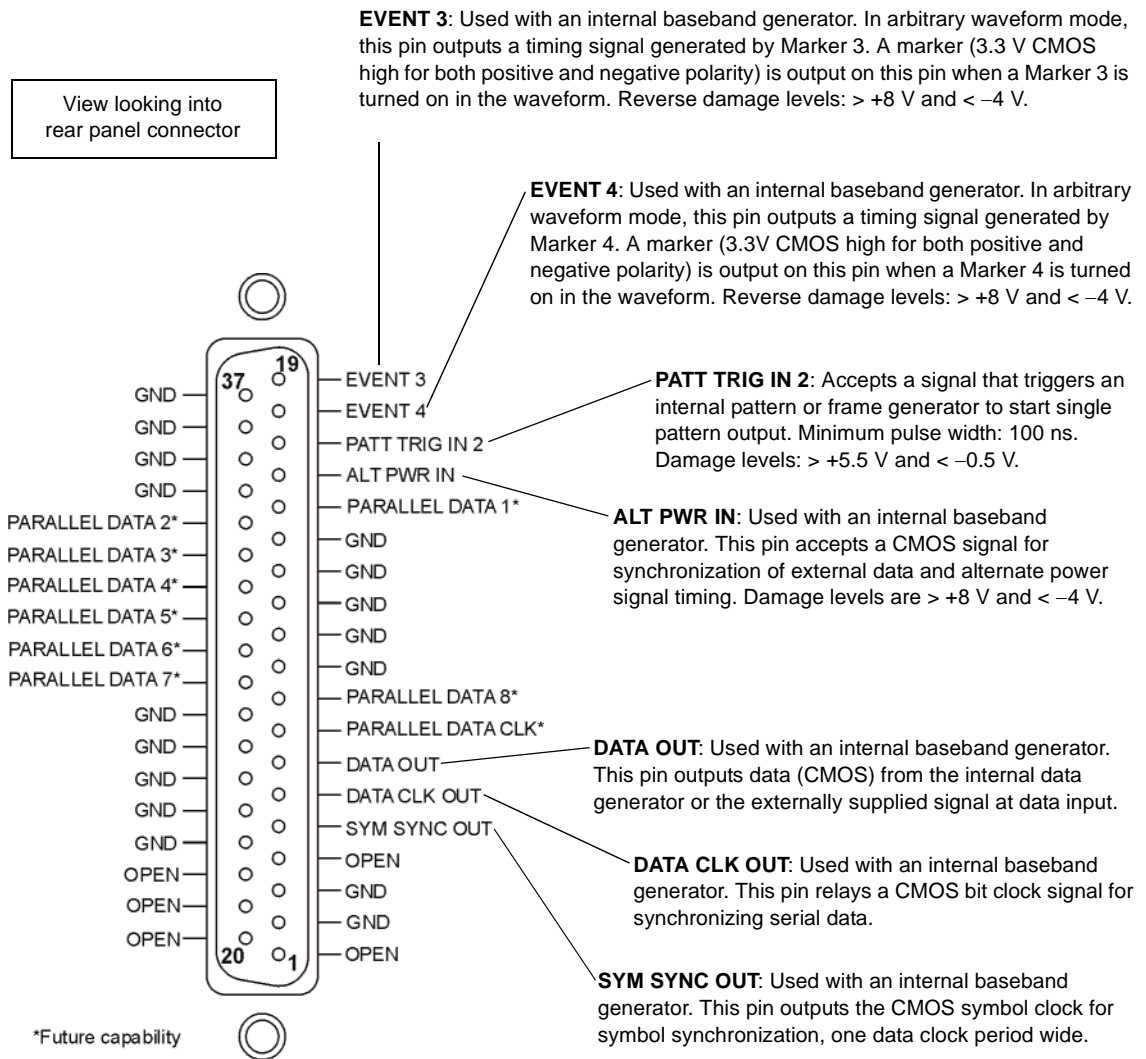 EVENT 3: Used with an internal baseband generator. In arbitrary waveform mode,
this pin outputs a timing signal generated by Marker 3. A marker (3.3 V CMOS
high for both positive and negative polarity) is output on this pin when a Marker 3 is
turned on in the waveform. Reverse damage levels: > +8 V and < −4 V.
View looking into
rear panel connector
EVENT 4: Used with an internal baseband generator. In arbitrary
waveform mode, this pin outputs a timing signal generated by
Marker 4. A marker (3.3V CMOS high for both positive and
negative polarity) is output on this pin when a Marker 4 is turned
on in the waveform. Reverse damage levels: > +8 V and < −4 V.
37
19
20
1
GND
GND
GND
GND
PARALLEL DATA 2*
PARALLEL DATA 3*
PARALLEL DATA 4*
PARALLEL DATA 5*
PARALLEL DATA 6*
PARALLEL DATA 7*
GND
GND
GND
GND
GND
OPEN
OPEN
OPEN
EVENT 3
EVENT 4
PATT TRIG IN 2
ALT PWR IN
PARALLEL DATA 1*
GND
GND
GND
GND
GND
PARALLEL DATA 8*
PARALLEL DATA CLK*
DATA OUT
DATA CLK OUT
SYM SYNC OUT
OPEN
GND
GND
OPEN
PATT TRIG IN 2: Accepts a signal that triggers an
internal pattern or frame generator to start single
pattern output. Minimum pulse width: 100 ns.
Damage levels: > +5.5 V and < −0.5 V.
ALT PWR IN: Used with an internal baseband
generator. This pin accepts a CMOS signal for
synchronization of external data and alternate power
signal timing. Damage levels are > +8 V and < −4 V.
DATA OUT: Used with an internal baseband generator.
This pin outputs data (CMOS) from the internal data
generator or the externally supplied signal at data input.
DATA CLK OUT: Used with an internal baseband
generator. This pin relays a CMOS bit clock signal for
synchronizing serial data.
SYM SYNC OUT: Used with an internal baseband
generator. This pin outputs the CMOS symbol clock for
symbol synchronization, one data clock period wide.
*Future capability